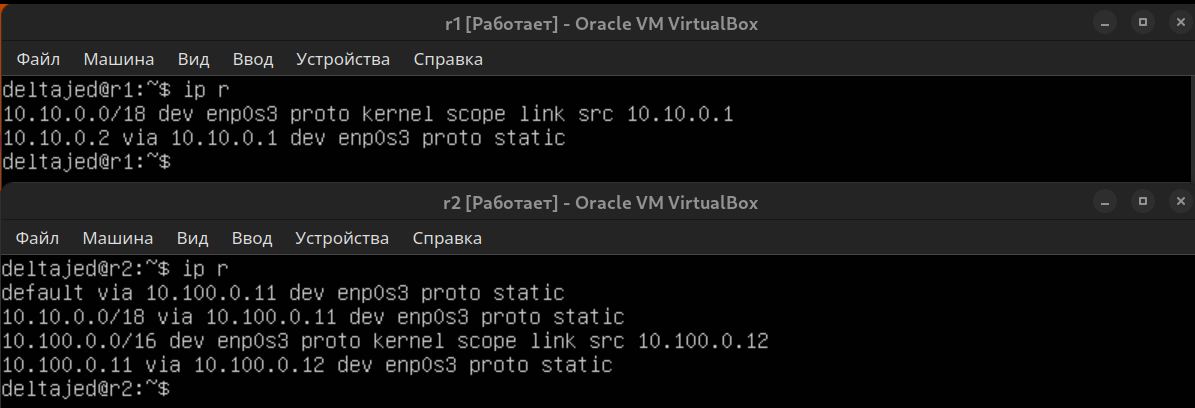 r1 [Работает] - Oracle VM VirtualBox
Файл Машина Вид Ввод Устройства Справка
deltajed@r1:~$ ip r
10.10.0.0/18 dev enp0s3 proto kernel scope link src 10.10.0.1
10.10.0.2 via 10.10.0.1 dev enp0s3 proto static
deltajed@r1:~$
r2 [Работает] - Oracle VM VirtualBox
Файл Машина Вид Ввод Устройства Справка
deltajed@r2:~$ ip r
default via 10.100.0.11 dev enp0s3 proto static
10.10.0.0/18 via 10.100.0.11 dev enp0s3 proto static
10.100.0.0/16 dev enp0s3 proto kernel scope link src 10.100.0.12
10.100.0.11 via 10.100.0.12 dev enp0s3 proto static
deltajed@r2:~$